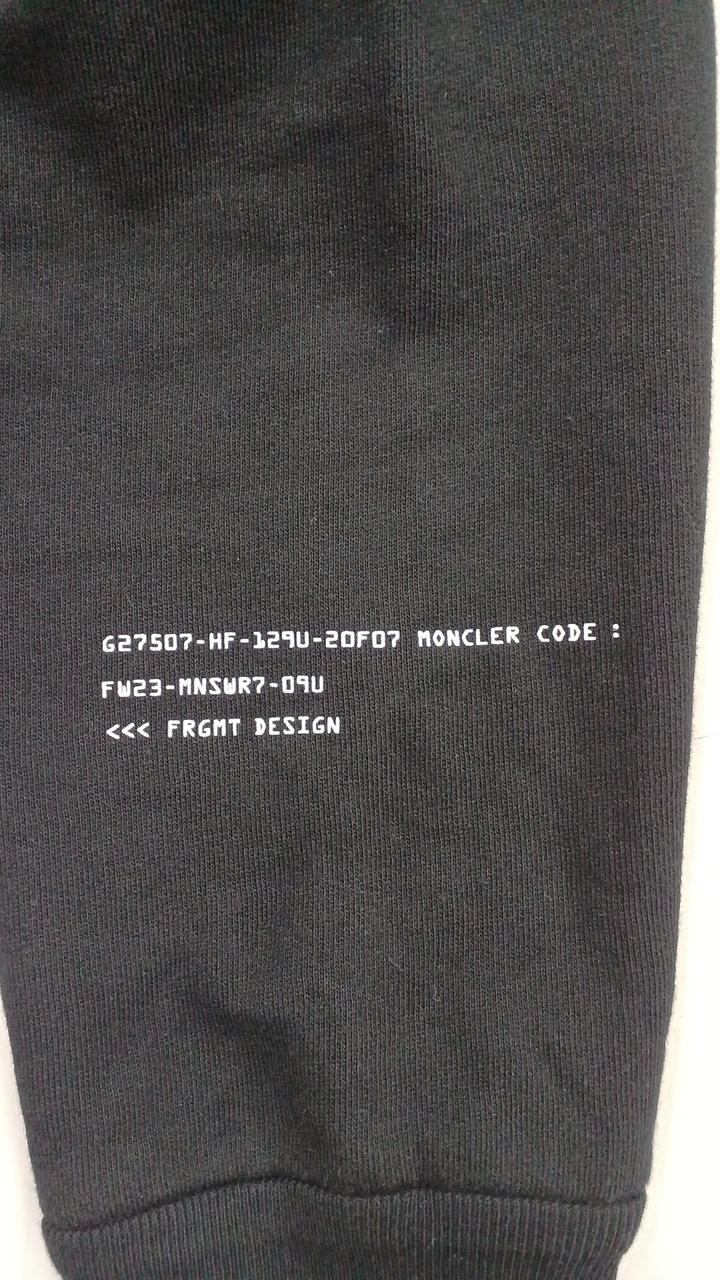 G27507-HF-129U-20F07 MONCLER CODE :
FW23-MNSWR7-09U
<<< FRGMT DESIGN